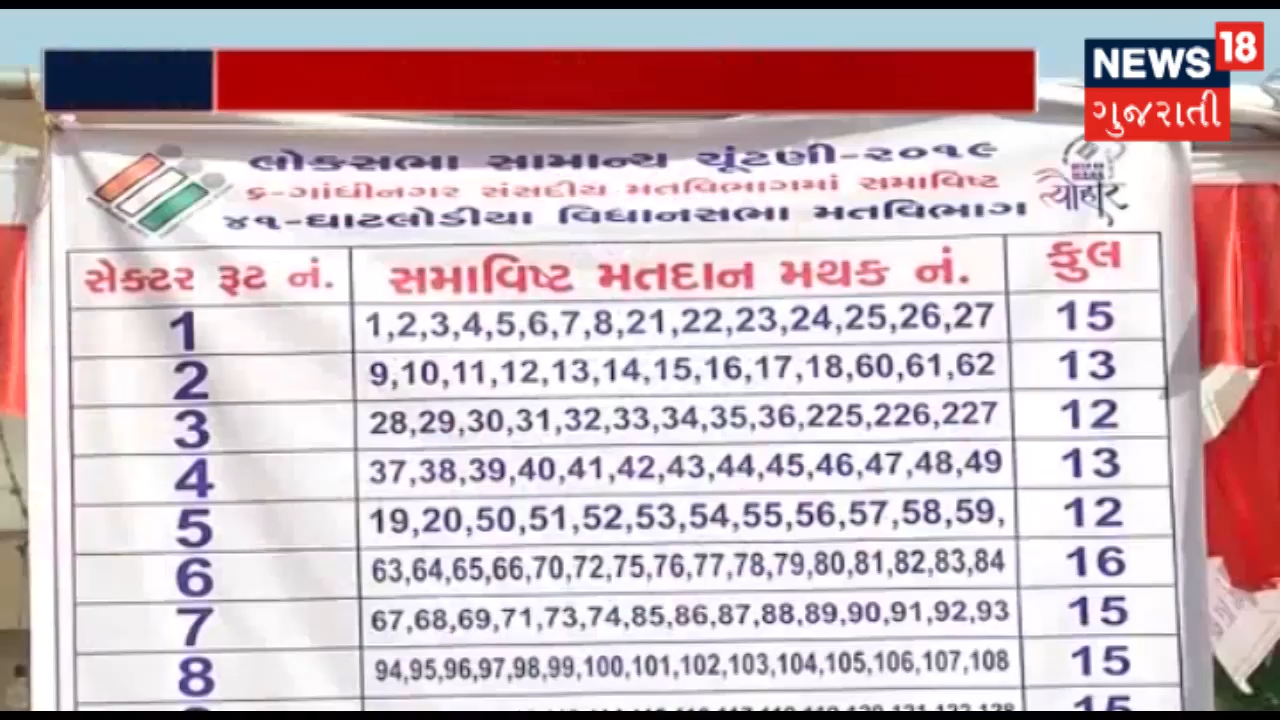 NEWS 18
ગુજરાતી
લોકસભા સામાન્ય ચૂંટણી-૨૦૧૯
૬-ગાંધીનગર સંસદીય મતવિભાગમાં સમાવિષ્ટ
૪૧-ઘાટલોડીયા વિધાનસભા મતવિભાગ
त्योहार
સેક્ટર રૂટ નં. સમાવિષ્ટ મતદાન મથક નં. કુલ
1 1,2,3,4,5,6,7,8,21,22,23,24,25,26,27 15
2 9,10,11,12,13,14,15,16,17,18,60,61,62 13
3 28,29,30,31,32,33,34,35,36,225,226,227 12
4 37,38,39,40,41,42,43,44,45,46,47,48,49 13
5 19,20,50,51,52,53,54,55,56,57,58,59, 12
6 63,64,65,66,70,72,75,76,77,78,79,80,81,82,83,84 16
7 67,68,69,71,73,74,85,86,87,88,89,90,91,92,93 15
8 94,95,96,97,98,99,100,101,102,103,104,105,106,107,108 15
15